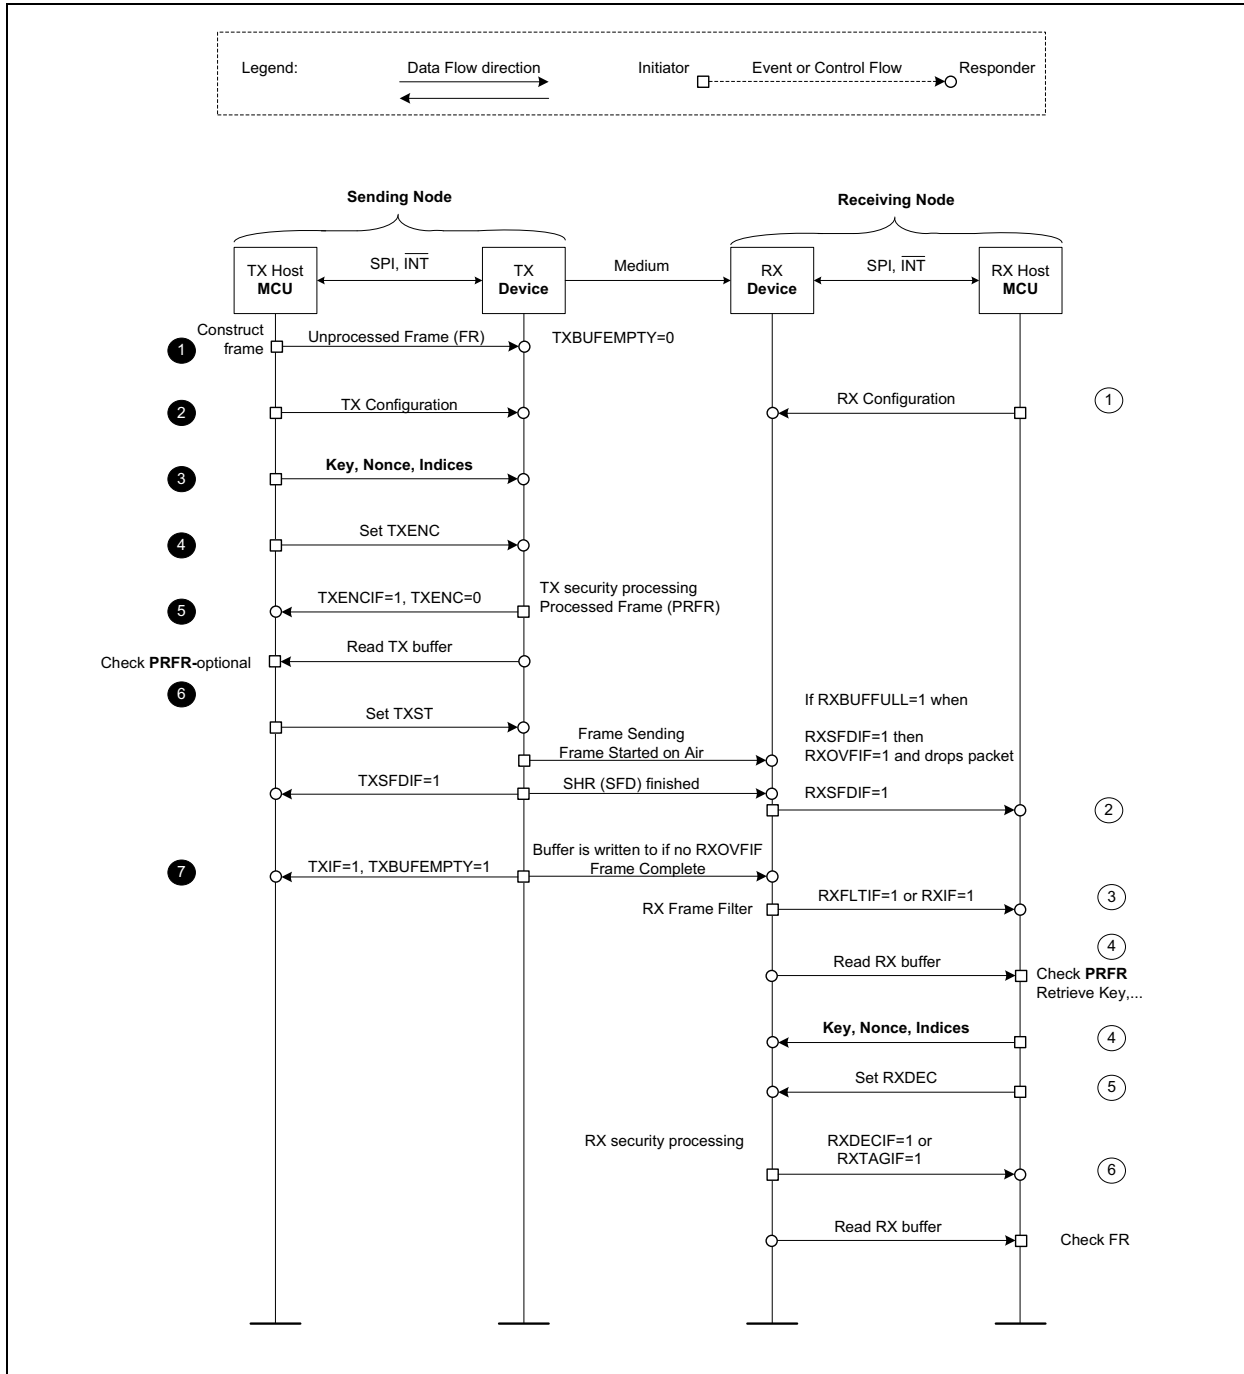 Legend:
Data Flow direction
Initiator
Event or Control Flow
Responder
Sending Node
Receiving Node
TX Host
MCU
SPI, INT
TX
Device
Medium
RX
Device
SPI, INT
RX Host
MCU
Construct
frame
1
Unprocessed Frame (FR)
TXBUFEMPTY=0
2
TX Configuration
RX Configuration
1
3
Key, Nonce, Indices
4
Set TXENC
5
TXENCIF=1, TXENC=0
TX security processing
Processed Frame (PRFR)
Check PRFR-optional
Read TX buffer
6
Set TXST
If RXBUFFULL=1 when
RXSFDIF=1 then
RXOVFIF=1 and drops packet
Frame Sending
Frame Started on Air
TXSFDIF=1
SHR (SFD) finished
RXSFDIF=1
2
7
TXIF=1, TXBUFEMPTY=1
Buffer is written to if no RXOVFIF
Frame Complete
RX Frame Filter
RXFLTIF=1 or RXIF=1
3
4
Read RX buffer
Check PRFR
Retrieve Key,...
Key, Nonce, Indices
4
Set RXDEC
5
RX security processing
RXDECIF=1 or
RXTAGIF=1
6
Read RX buffer
Check FR